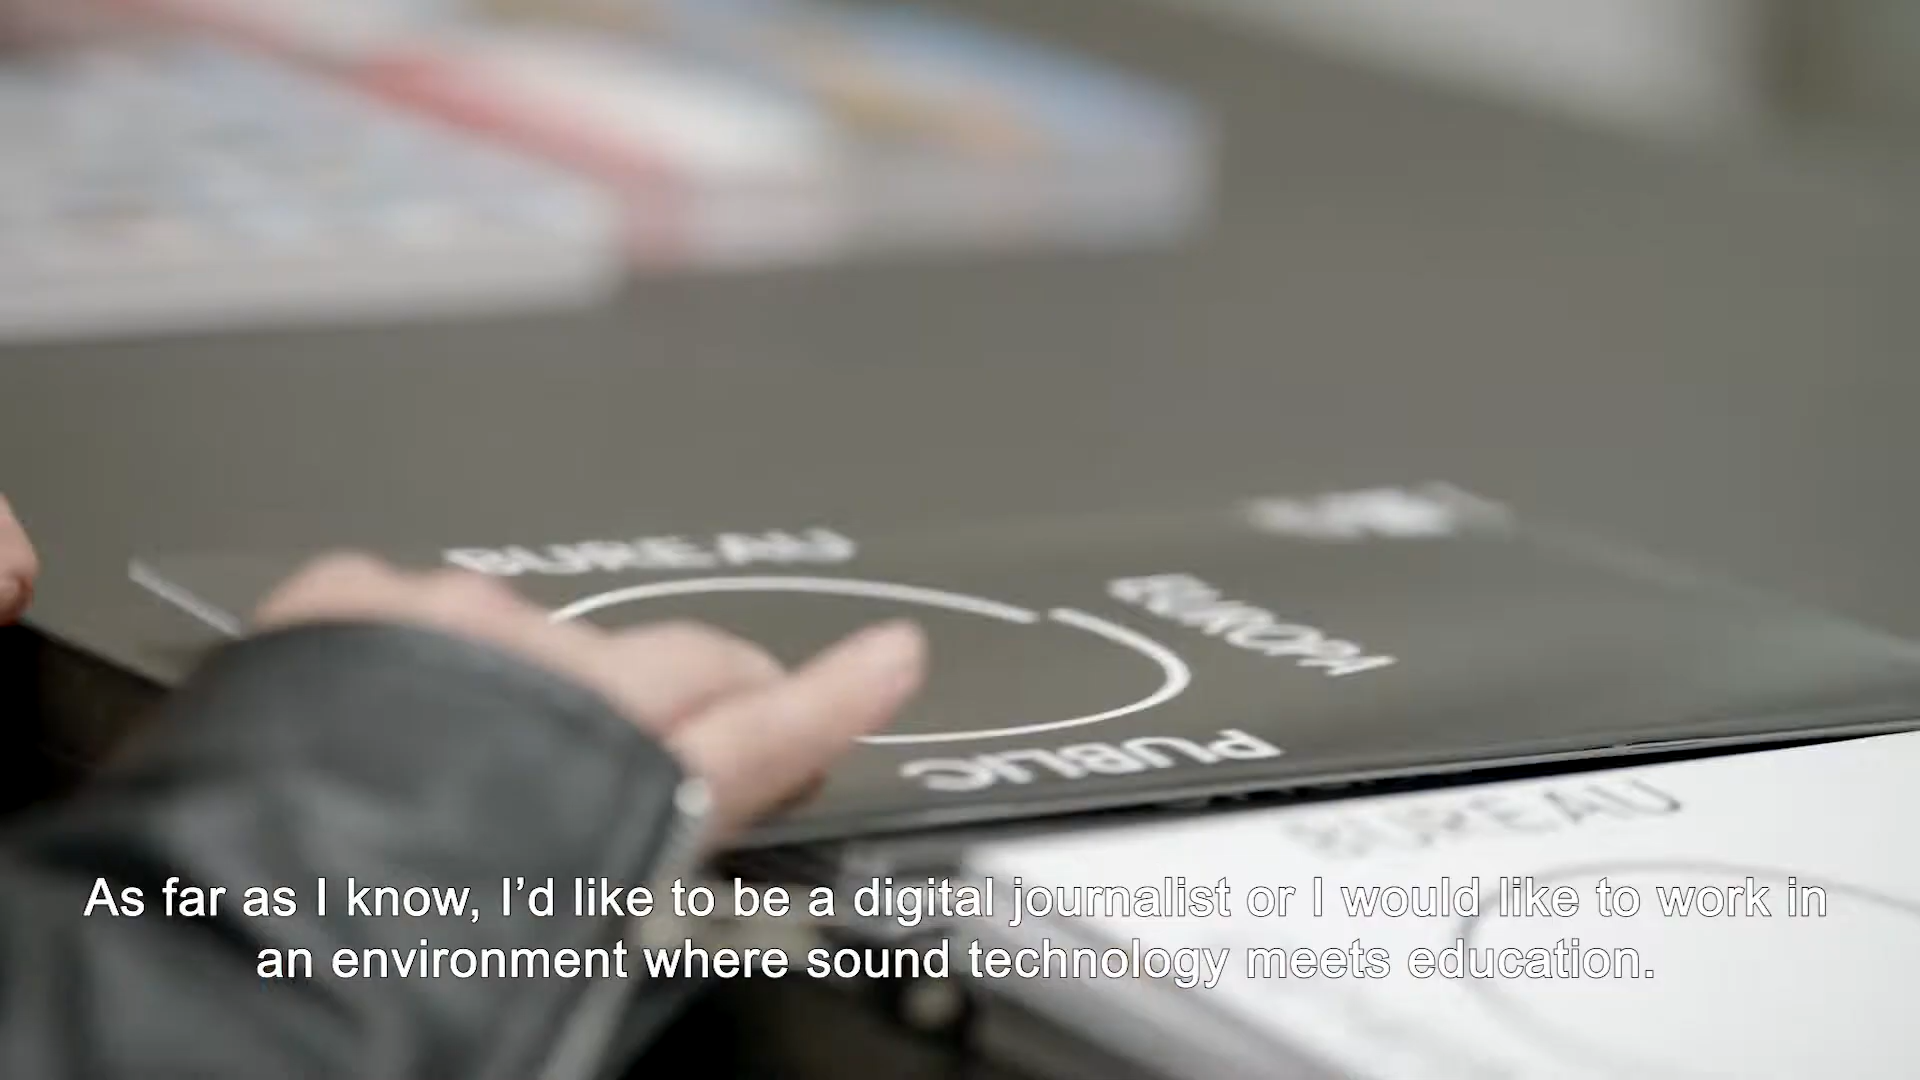 BUREAU
EUROPA
PUBLIC
BUREAU
As far as I know, I’d like to be a digital journalist or I would like to work in
an environment where sound technology meets education.